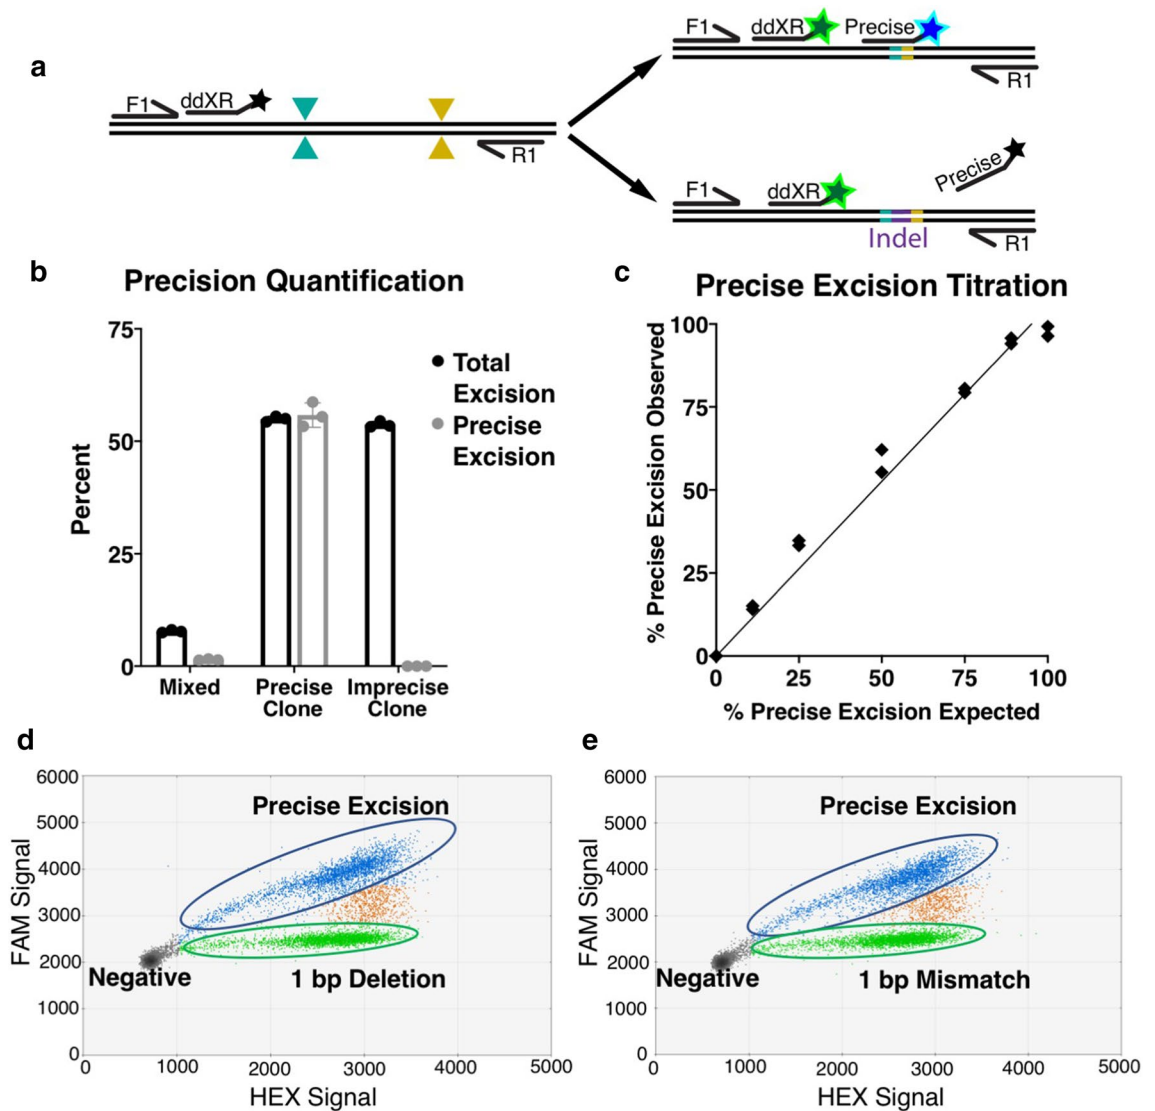 a
F1
ddXR
R1
F1
ddXR
Precise
R1
F1
ddXR
Precise
Indel
R1
b
Precision Quantification
75
50
25
0
Percent
Total
Excision
Precise
Excision
Mixed
Precise
Clone
Imprecise
Clone
c
Precise Excision Titration
100
75
50
25
0
% Precise Excision Observed
0 25 50 75 100
% Precise Excision Expected
d
6000
5000
4000
3000
2000
1000
0
FAM Signal
Precise Excision
Negative
1 bp Deletion
0 1000 2000 3000 4000 5000
HEX Signal
e
6000
5000
4000
3000
2000
1000
0
FAM Signal
Precise Excision
Negative
1 bp Mismatch
0 1000 2000 3000 4000 5000
HEX Signal